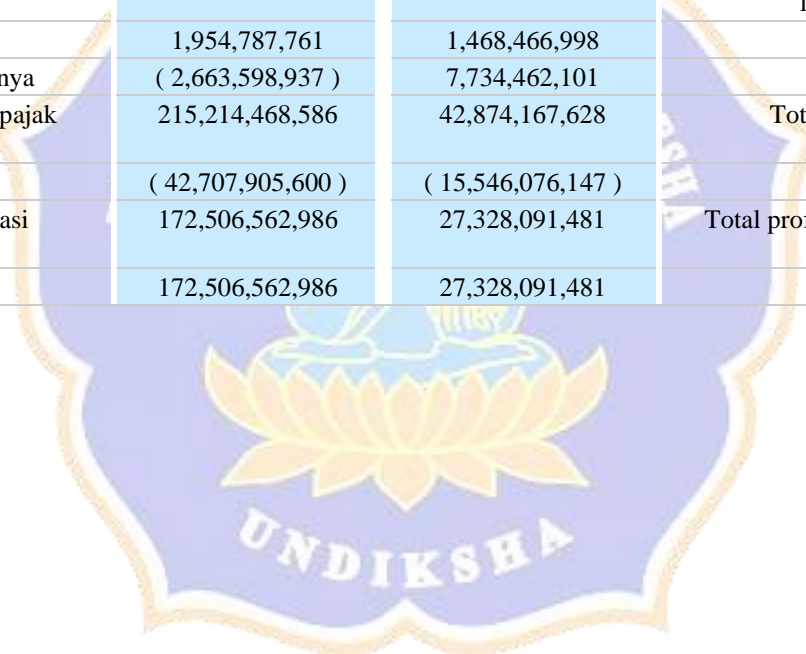 1,954,787,761 1,468,466,998
nya ( 2,663,598,937 ) 7,734,462,101
pajak 215,214,468,586 42,874,167,628 Tot
( 42,707,905,600 ) ( 15,546,076,147 )
asi 172,506,562,986 27,328,091,481 Total pro
172,506,562,986 27,328,091,481
UNDIKSHA